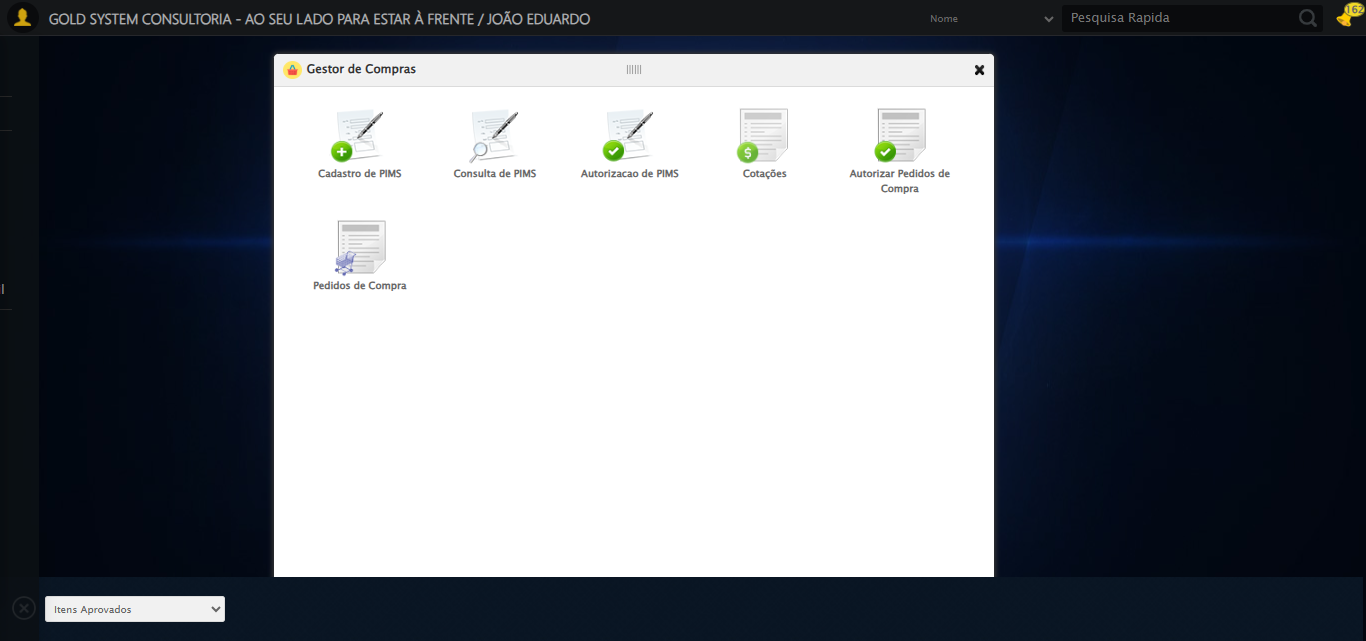 GOLD SYSTEM CONSULTORIA - AO SEU LADO PARA ESTAR À FRENTE / JOÃO EDUARDO
Nome
Pesquisa Rapida
162
Gestor de Compras
Cadastro de PIMS
Consulta de PIMS
Autorizacao de PIMS
Cotações
Autorizar Pedidos de
Compra
Pedidos de Compra
Itens Aprovados